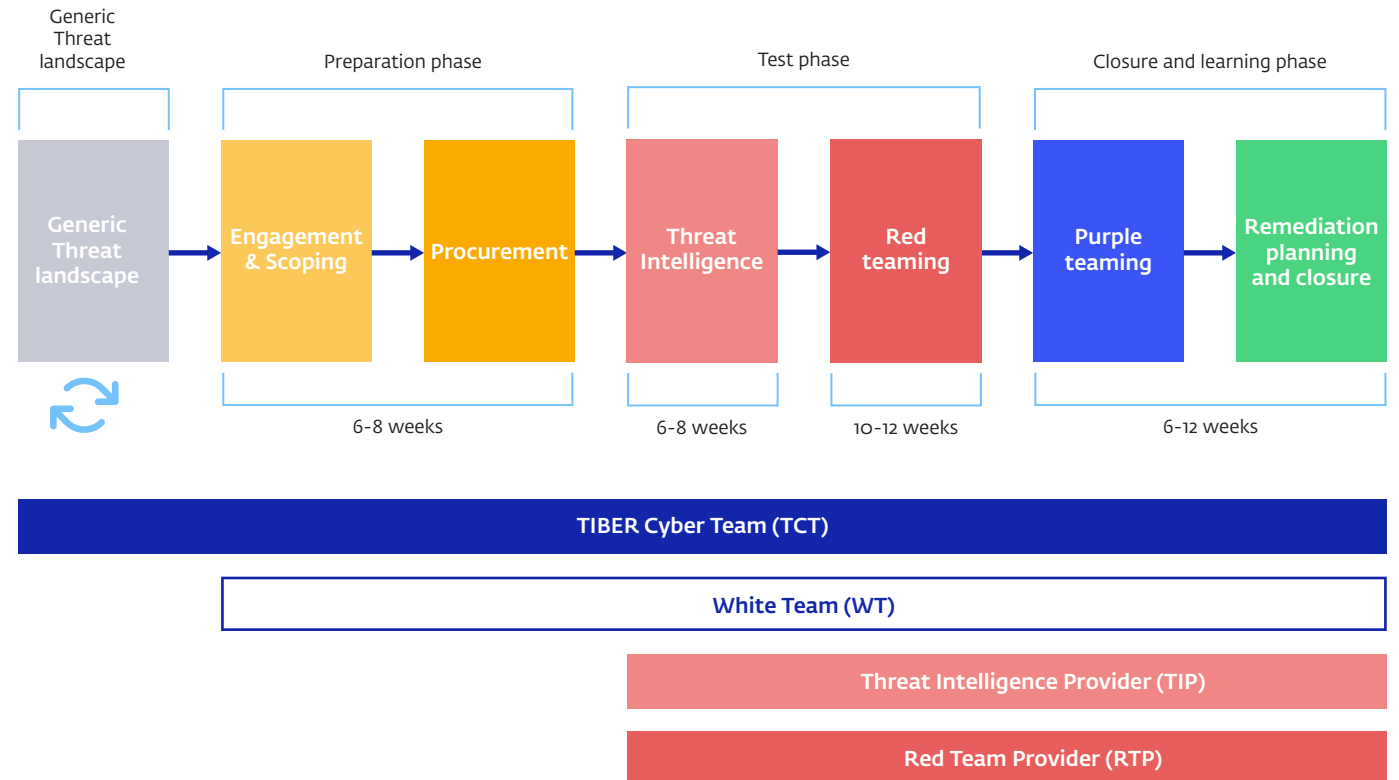 Generic
Threat
landscape
Preparation phase
Test phase
Closure and learning phase
Generic
Threat
landscape
Engagement
& Scoping
Procurement
Threat
Intelligence
Red
teaming
Purple
teaming
Remediation
planning
and closure
6-8 weeks
6-8 weeks
10-12 weeks
6-12 weeks
TIBER Cyber Team (TCT)
White Team (WT)
Threat Intelligence Provider (TIP)
Red Team Provider (RTP)